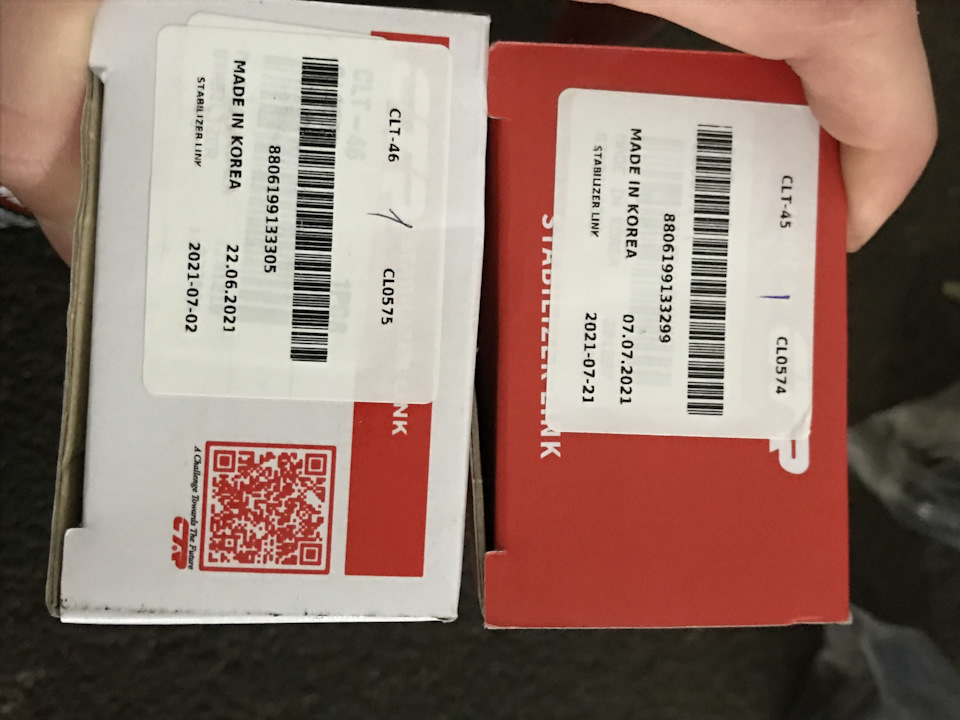 CLT-46
CL0575
8806199133305
MADE IN KOREA
22.06.2021
STABILIZER LINK
2021-07-02
NK
A Challenge Towards The Future
CTR
CLT-45
CL0574
8806199133299
MADE IN KOREA
07.07.2021
STABILIZER LINK
2021-07-21
STABILIZER LINK